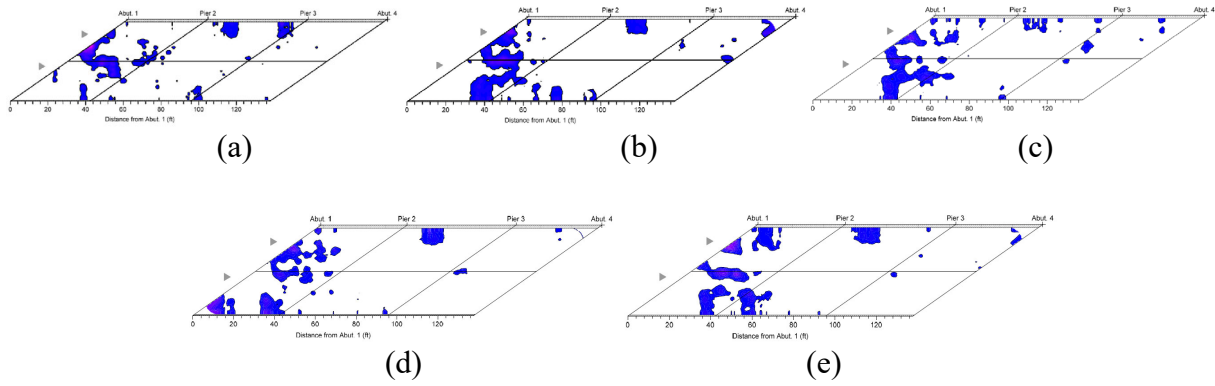 Abut. 1 Pier 2 Pier 3 Abut. 4
0 20 40 60 80 100 120
Distance from Abut. 1 (ft)
(a)
Abut. 1 Pier 2 Pier 3 Abut. 4
0 20 40 60 80 100 120
Distance from Abut. 1 (ft)
(b)
Abut. 1 Pier 2 Pier 3 Abut. 4
0 20 40 60 80 100 120
Distance from Abut. 1 (ft)
(c)
Abut. 1 Pier 2 Pier 3 Abut. 4
0 20 40 60 80 100 120
Distance from Abut. 1 (ft)
(d)
Abut. 1 Pier 2 Pier 3 Abut. 4
0 20 40 60 80 100 120
Distance from Abut. 1 (ft)
(e)